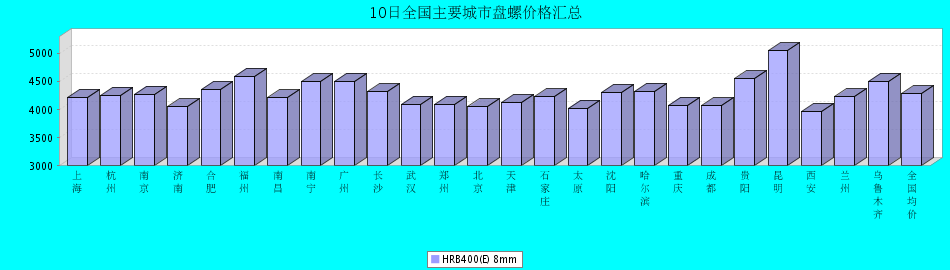 10日全国主要城市盘螺价格汇总
5000
4500
4000
3500
3000
上海
杭州
南京
济南
合肥
福州
南昌
南宁
广州
长沙
武汉
郑州
北京
天津
石家庄
太原
沈阳
哈尔滨
重庆
成都
贵阳
昆明
西安
兰州
乌鲁木齐
全国均价
HRB400(E) 8mm